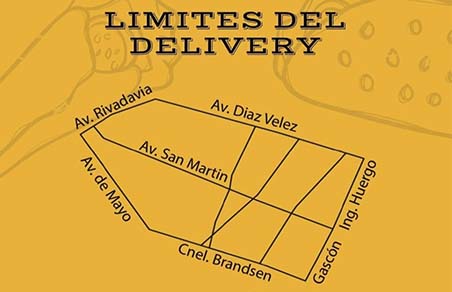 LIMITES DEL
DELIVERY
Av. Rivadavia
Av. Diaz Velez
Av. San Martin
Av. de Mayo
Ing. Huergo
Gascón
Cnel. Brandsen